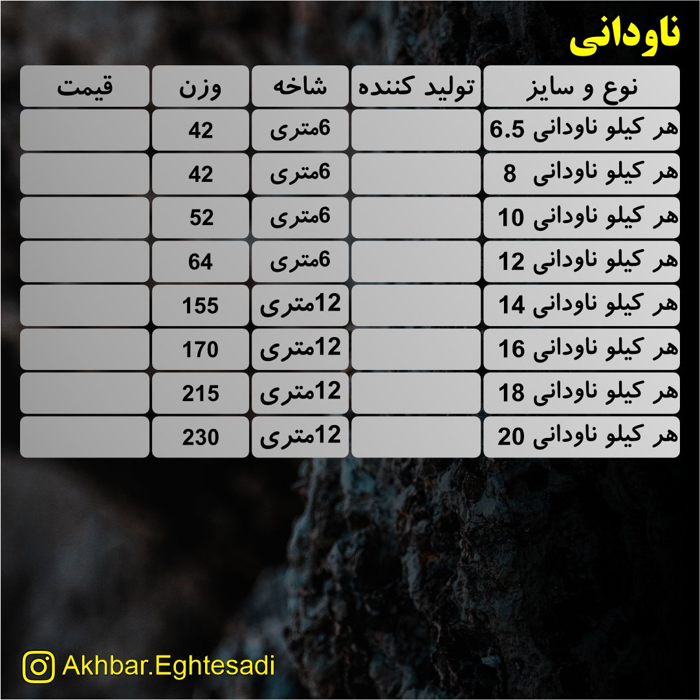 ناودانی
نوع و سایز تولید کننده شاخه وزن قیمت
هر کیلو ناودانی 6.5 6متری 42
هر کیلو ناودانی 8 6متری 42
هر کیلو ناودانی 10 6متری 52
هر کیلو ناودانی 12 6متری 64
هر کیلو ناودانی 14 12متری 155
هر کیلو ناودانی 16 12متری 170
هر کیلو ناودانی 18 12متری 215
هر کیلو ناودانی 20 12متری 230
Akhbar.Eghtesadi